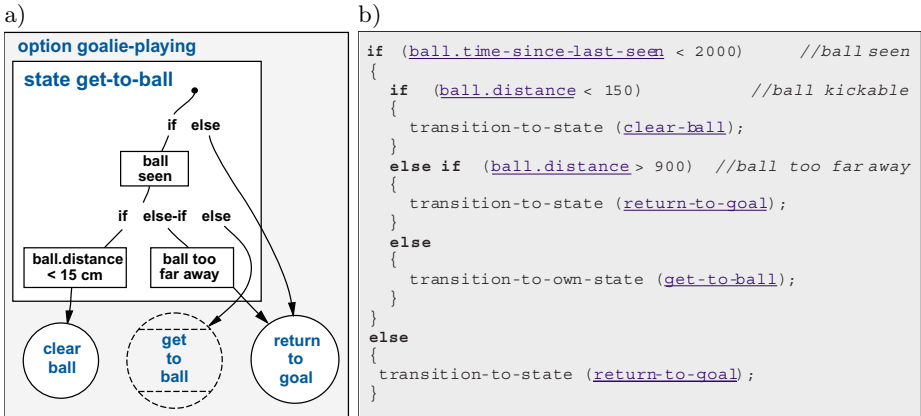 a)
option goalie-playing
state get-to-ball
if else
ball
seen
if else-if else
ball.distance
< 15 cm
ball too
far away
clear
ball
get
to
ball
return
to
goal
b)
if (ball.time-since-last-seen < 2000) //ball seen
{
if (ball.distance < 150) //ball kickable
{
transition-to-state (clear-ball);
}
else if (ball.distance > 900) //ball too far away
{
transition-to-state (return-to-goal);
}
else
{
transition-to-own-state (get-to-ball);
}
}
else
{
transition-to-state (return-to-goal);
}